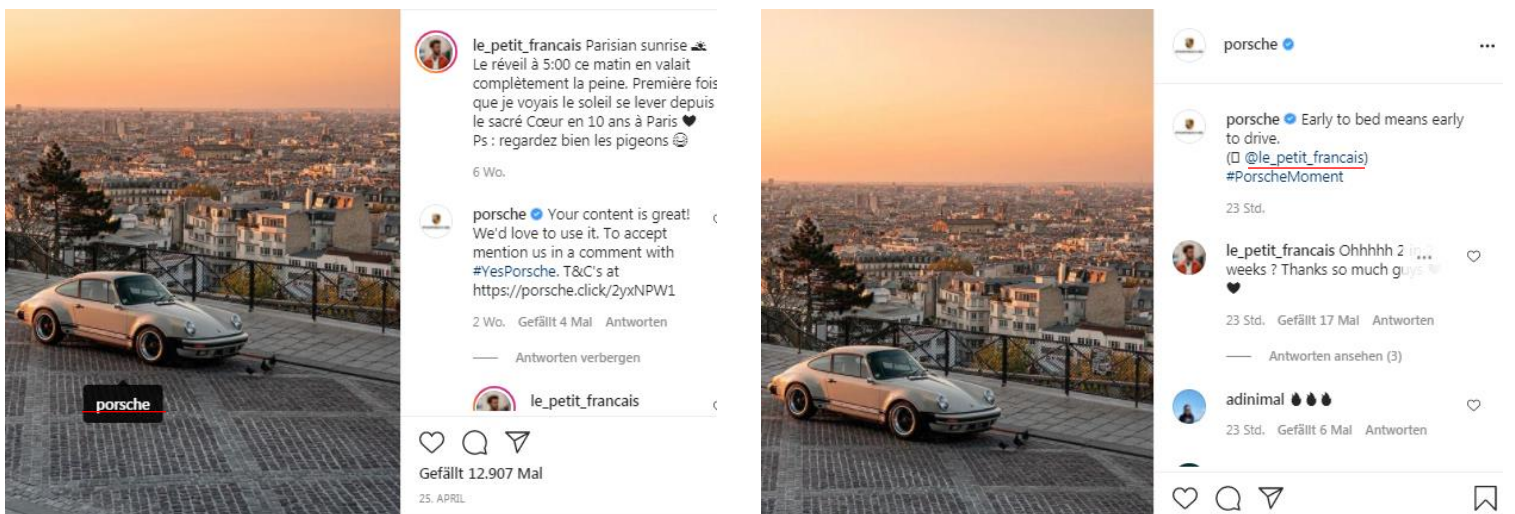 le_petit_francais Parisian sunrise 🌅
Le réveil à 5:00 ce matin en valait
complètement la peine. Première fois
que je voyais le soleil se lever depuis
le sacré Cœur en 10 ans à Paris 🖤
Ps : regardez bien les pigeons 😂
6 Wo.
porsche Your content is great!
We'd love to use it. To accept
mention us in a comment with
#YesPorsche. T&C's at
https://porsche.click/2yxNPW1
2 Wo. Gefällt 4 Mal Antworten
Antworten verbergen
le_petit_francais
porsche
Gefällt 12.907 Mal
25. APRIL
porsche
porsche Early to bed means early
to drive.
(▯ @le_petit_francais)
#PorscheMoment
23 Std.
le_petit_francais Ohhhhh 2 in
weeks ? Thanks so much guys
🖤
23 Std. Gefällt 17 Mal Antworten
Antworten ansehen (3)
adinimal 🔥🔥🔥
23 Std. Gefällt 6 Mal Antworten